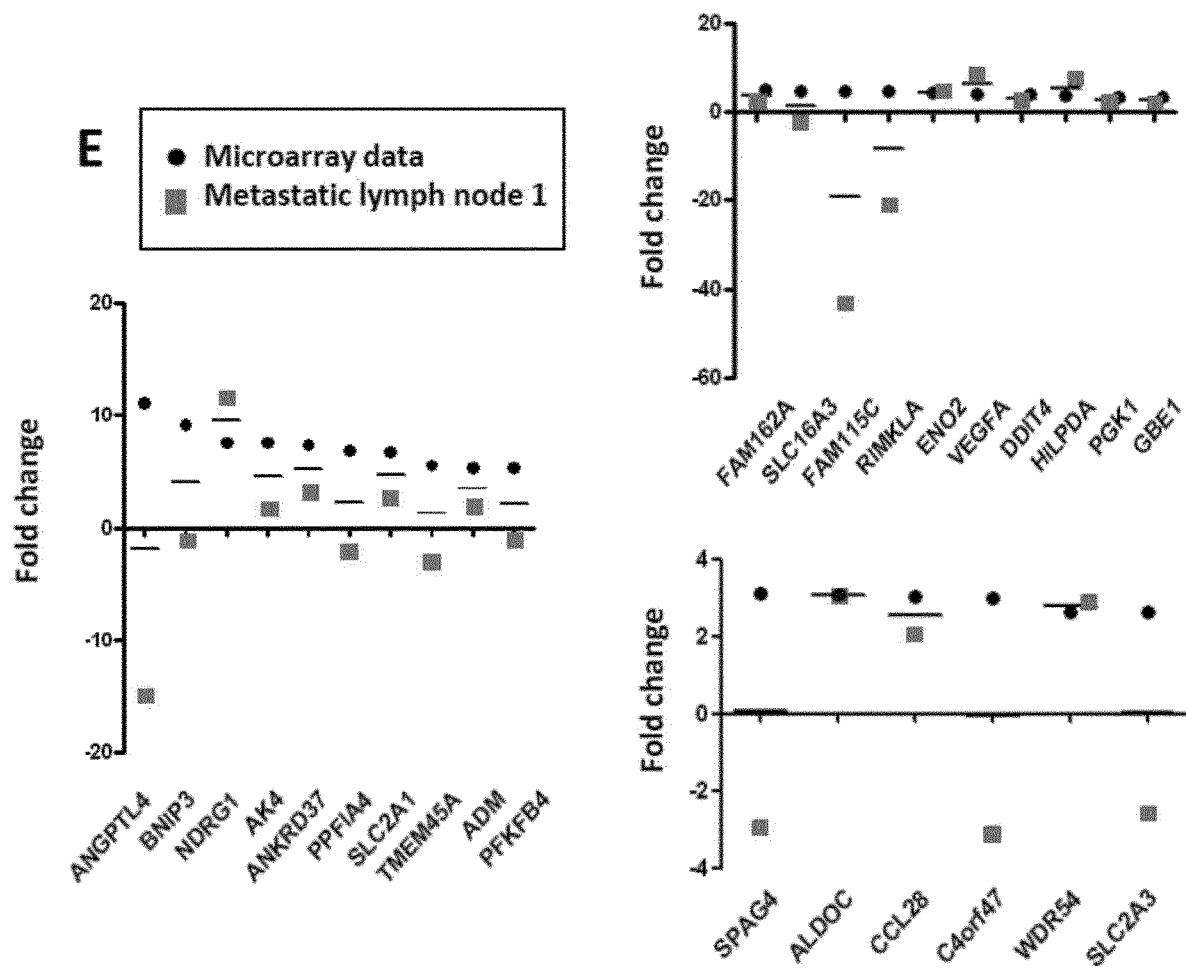 E
Microarray data
Metastatic lymph node 1
Fold change
20
10
0
-10
-20
ANGPTL4
BNIP3
NDRG1
AK4
ANKRD37
PPFIA4
SLC2A1
TMEM45A
ADM
PFKFB4
Fold change
20
0
-20
-40
-60
FAM162A
SLC16A3
FAM115C
RIMKLA
ENO2
VEGFA
DDIT4
HILPDA
PGK1
GBE1
Fold change
4
2
0
-2
-4
SPAG4
ALDOC
CCL28
C4orf47
WDR54
SLC2A3